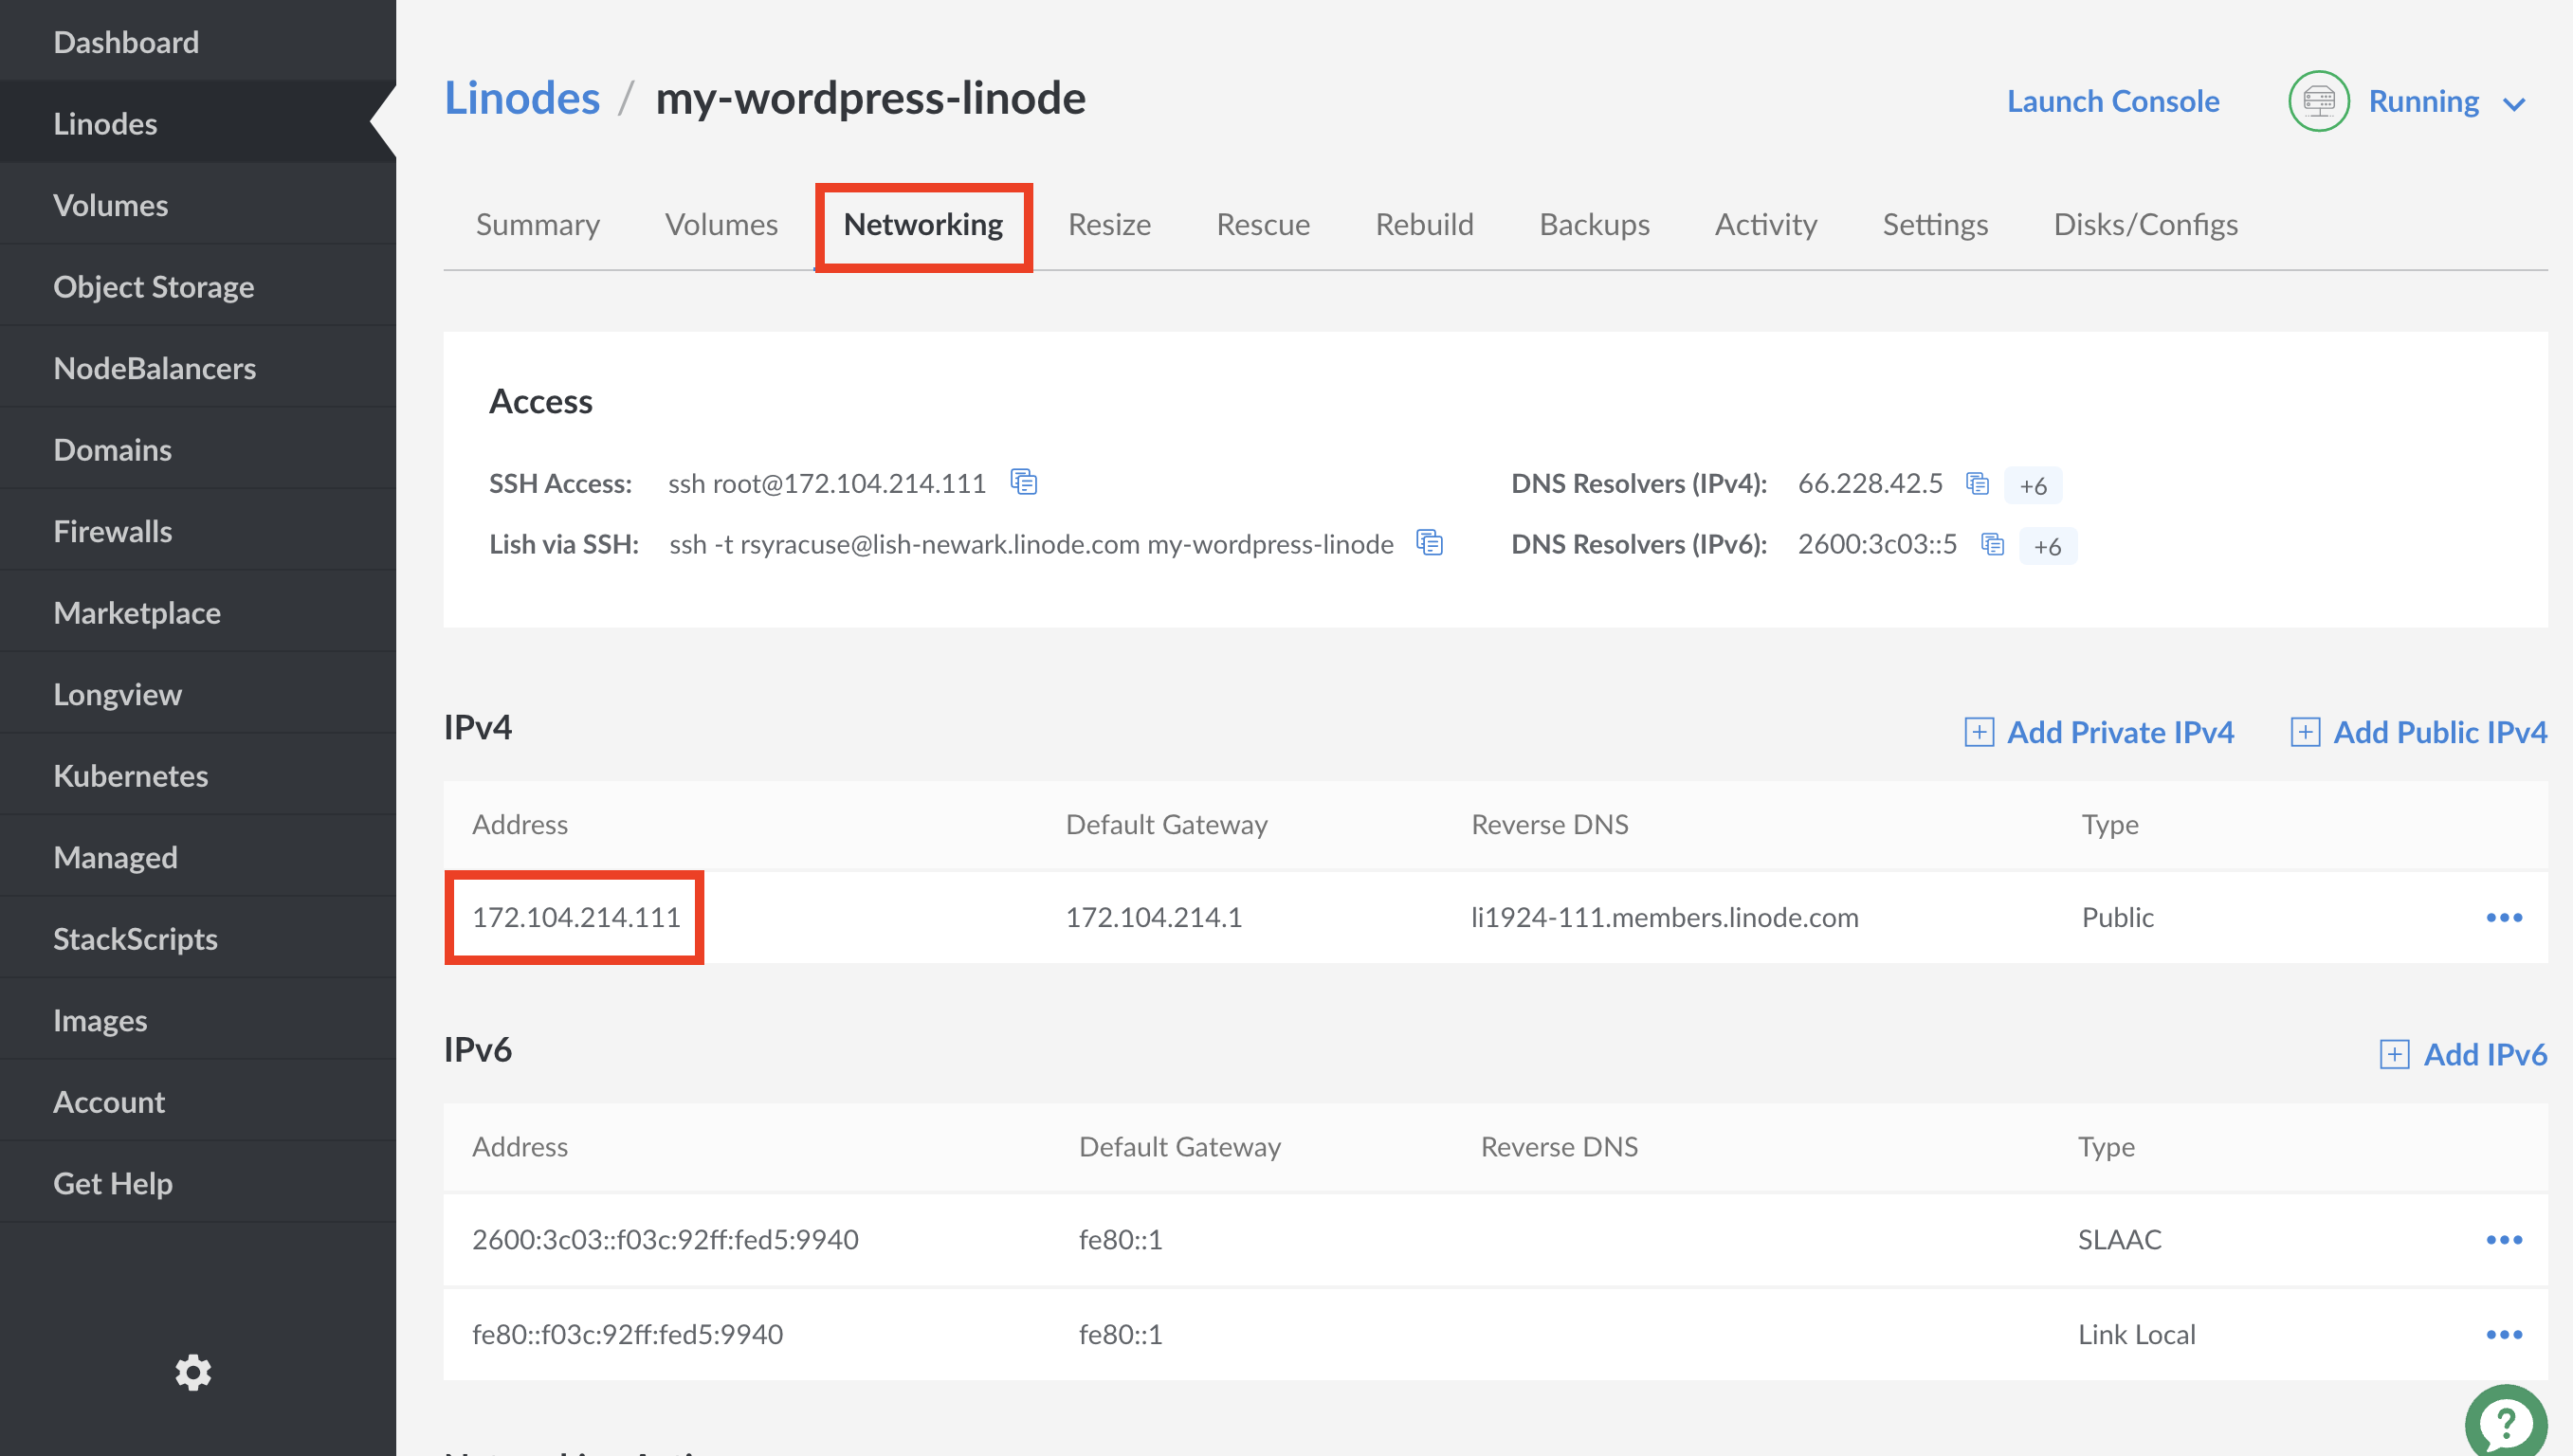 Dashboard
Linodes
Volumes
Object Storage
NodeBalancers
Domains
Firewalls
Marketplace
Longview
Kubernetes
Managed
StackScripts
Images
Account
Get Help
Linodes / my-wordpress-linode
Launch Console Running
Summary Volumes Networking Resize Rescue Rebuild Backups Activity Settings Disks/Configs
Access
SSH Access: ssh root@172.104.214.111
Lish via SSH: ssh -t rsyracuse@lish-newark.linode.com my-wordpress-linode
DNS Resolvers (IPv4): 66.228.42.5 +6
DNS Resolvers (IPv6): 2600:3c03::5 +6
IPv4
Add Private IPv4 Add Public IPv4
Address Default Gateway Reverse DNS Type
172.104.214.111 172.104.214.1 li1924-111.members.linode.com Public
IPv6
Add IPv6
Address Default Gateway Reverse DNS Type
2600:3c03::f03c:92ff:fed5:9940 fe80::1 SLAAC
fe80::f03c:92ff:fed5:9940 fe80::1 Link Local